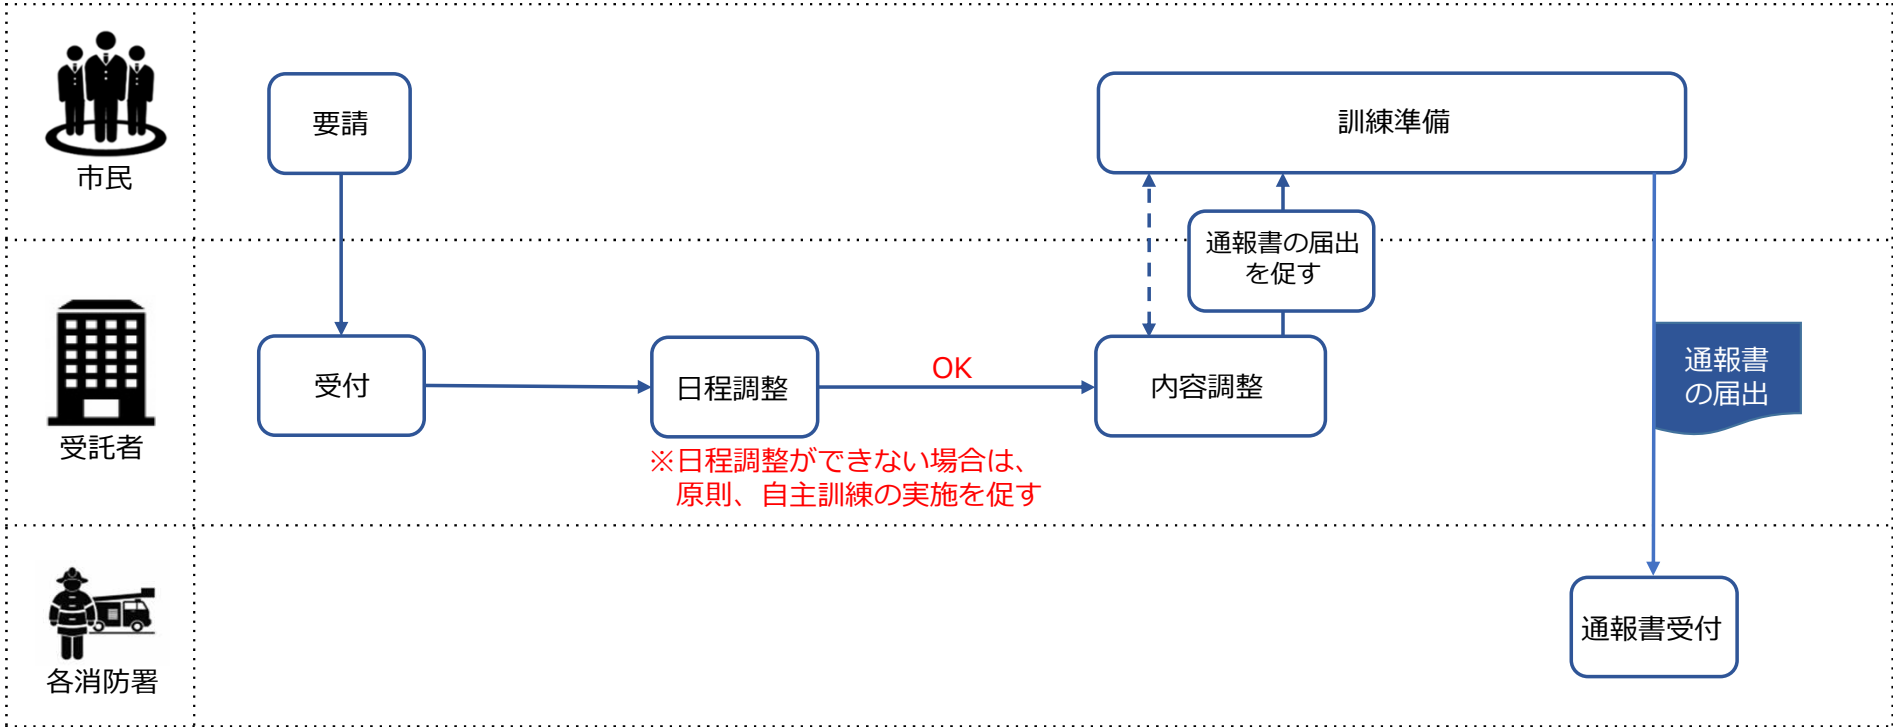 市民
要請
訓練準備
通報書の届出
を促す
受託者
受付
日程調整
OK
内容調整
通報書
の届出
※日程調整ができない場合は、
原則、自主訓練の実施を促す
各消防署
通報書受付